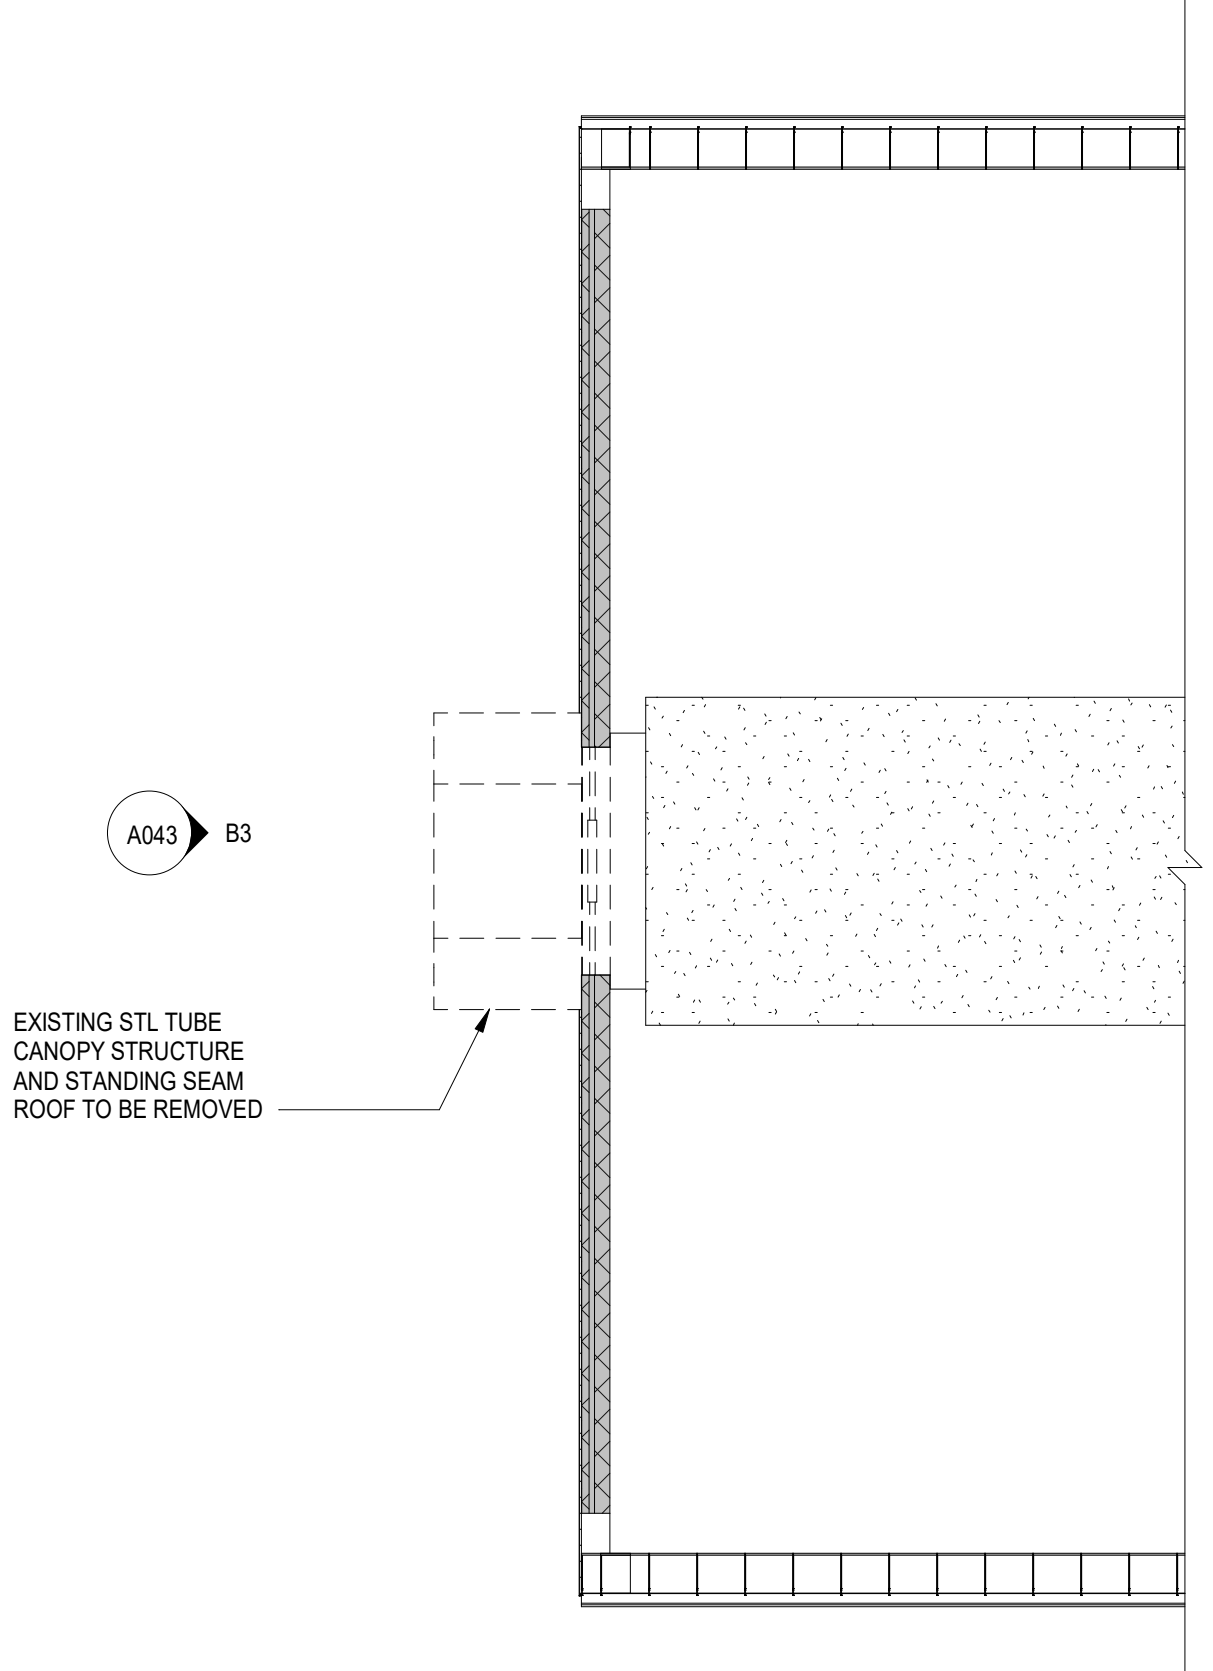 A043
B3
EXISTING STL TUBE
CANOPY STRUCTURE
AND STANDING SEAM
ROOF TO BE REMOVED